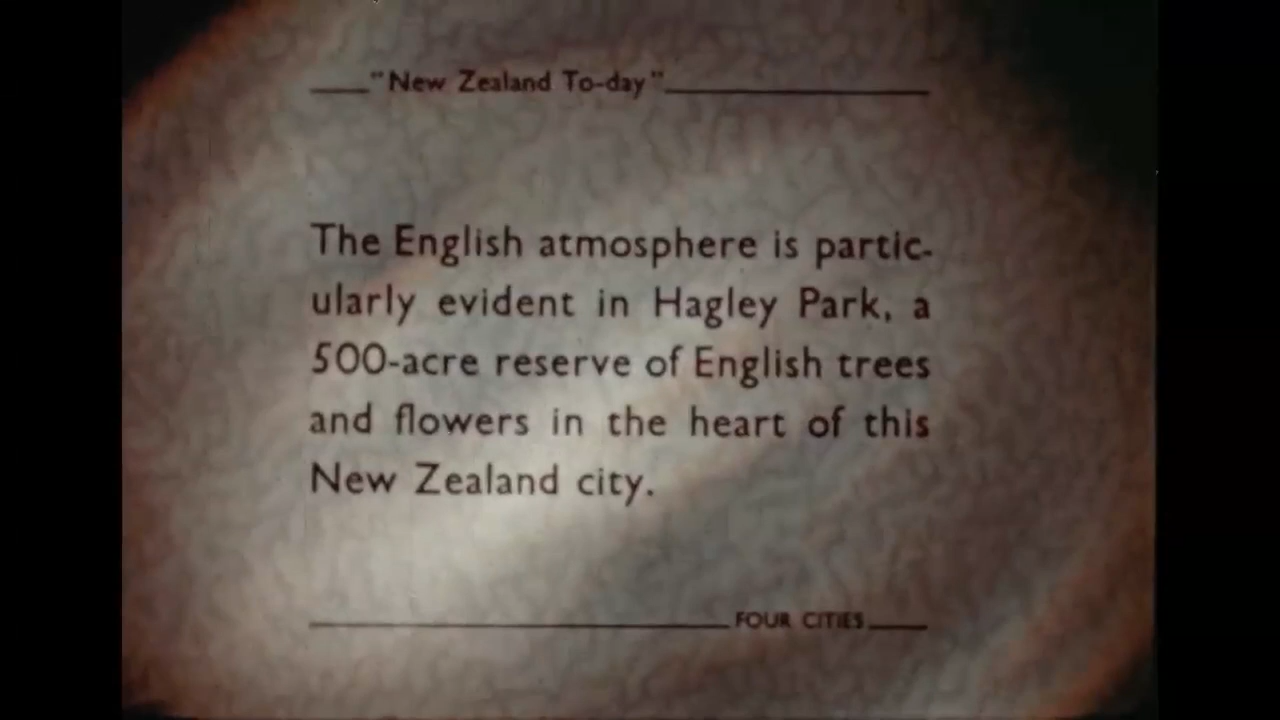 "New Zealand To-day"
The English atmosphere is partic-
ularly evident in Hagley Park, a
500-acre reserve of English trees
and flowers in the heart of this
New Zealand city.
FOUR CITIES